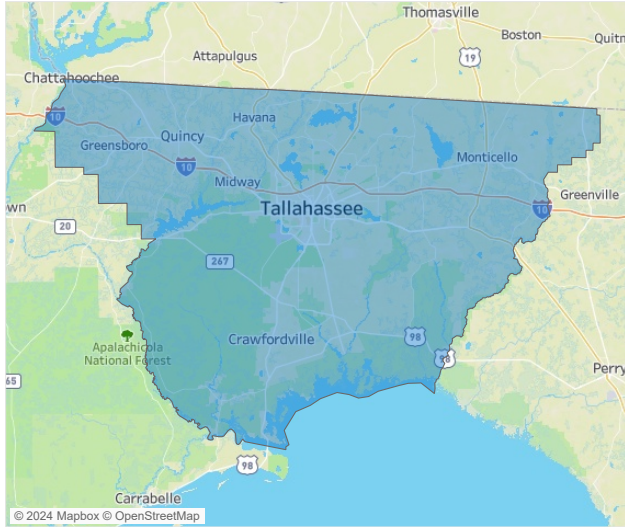 Thomasville
Boston
Quitn
Attapulgus
19
Chattahoochee
Havana
10
Quincy
Greensboro
Monticello
10
Midway
Greenville
own
Tallahassee
10
20
267
Crawfordville
98
Apalachicola
National Forest
98
Perry
65
98
Carrabelle
© 2024 Mapbox © OpenStreetMap